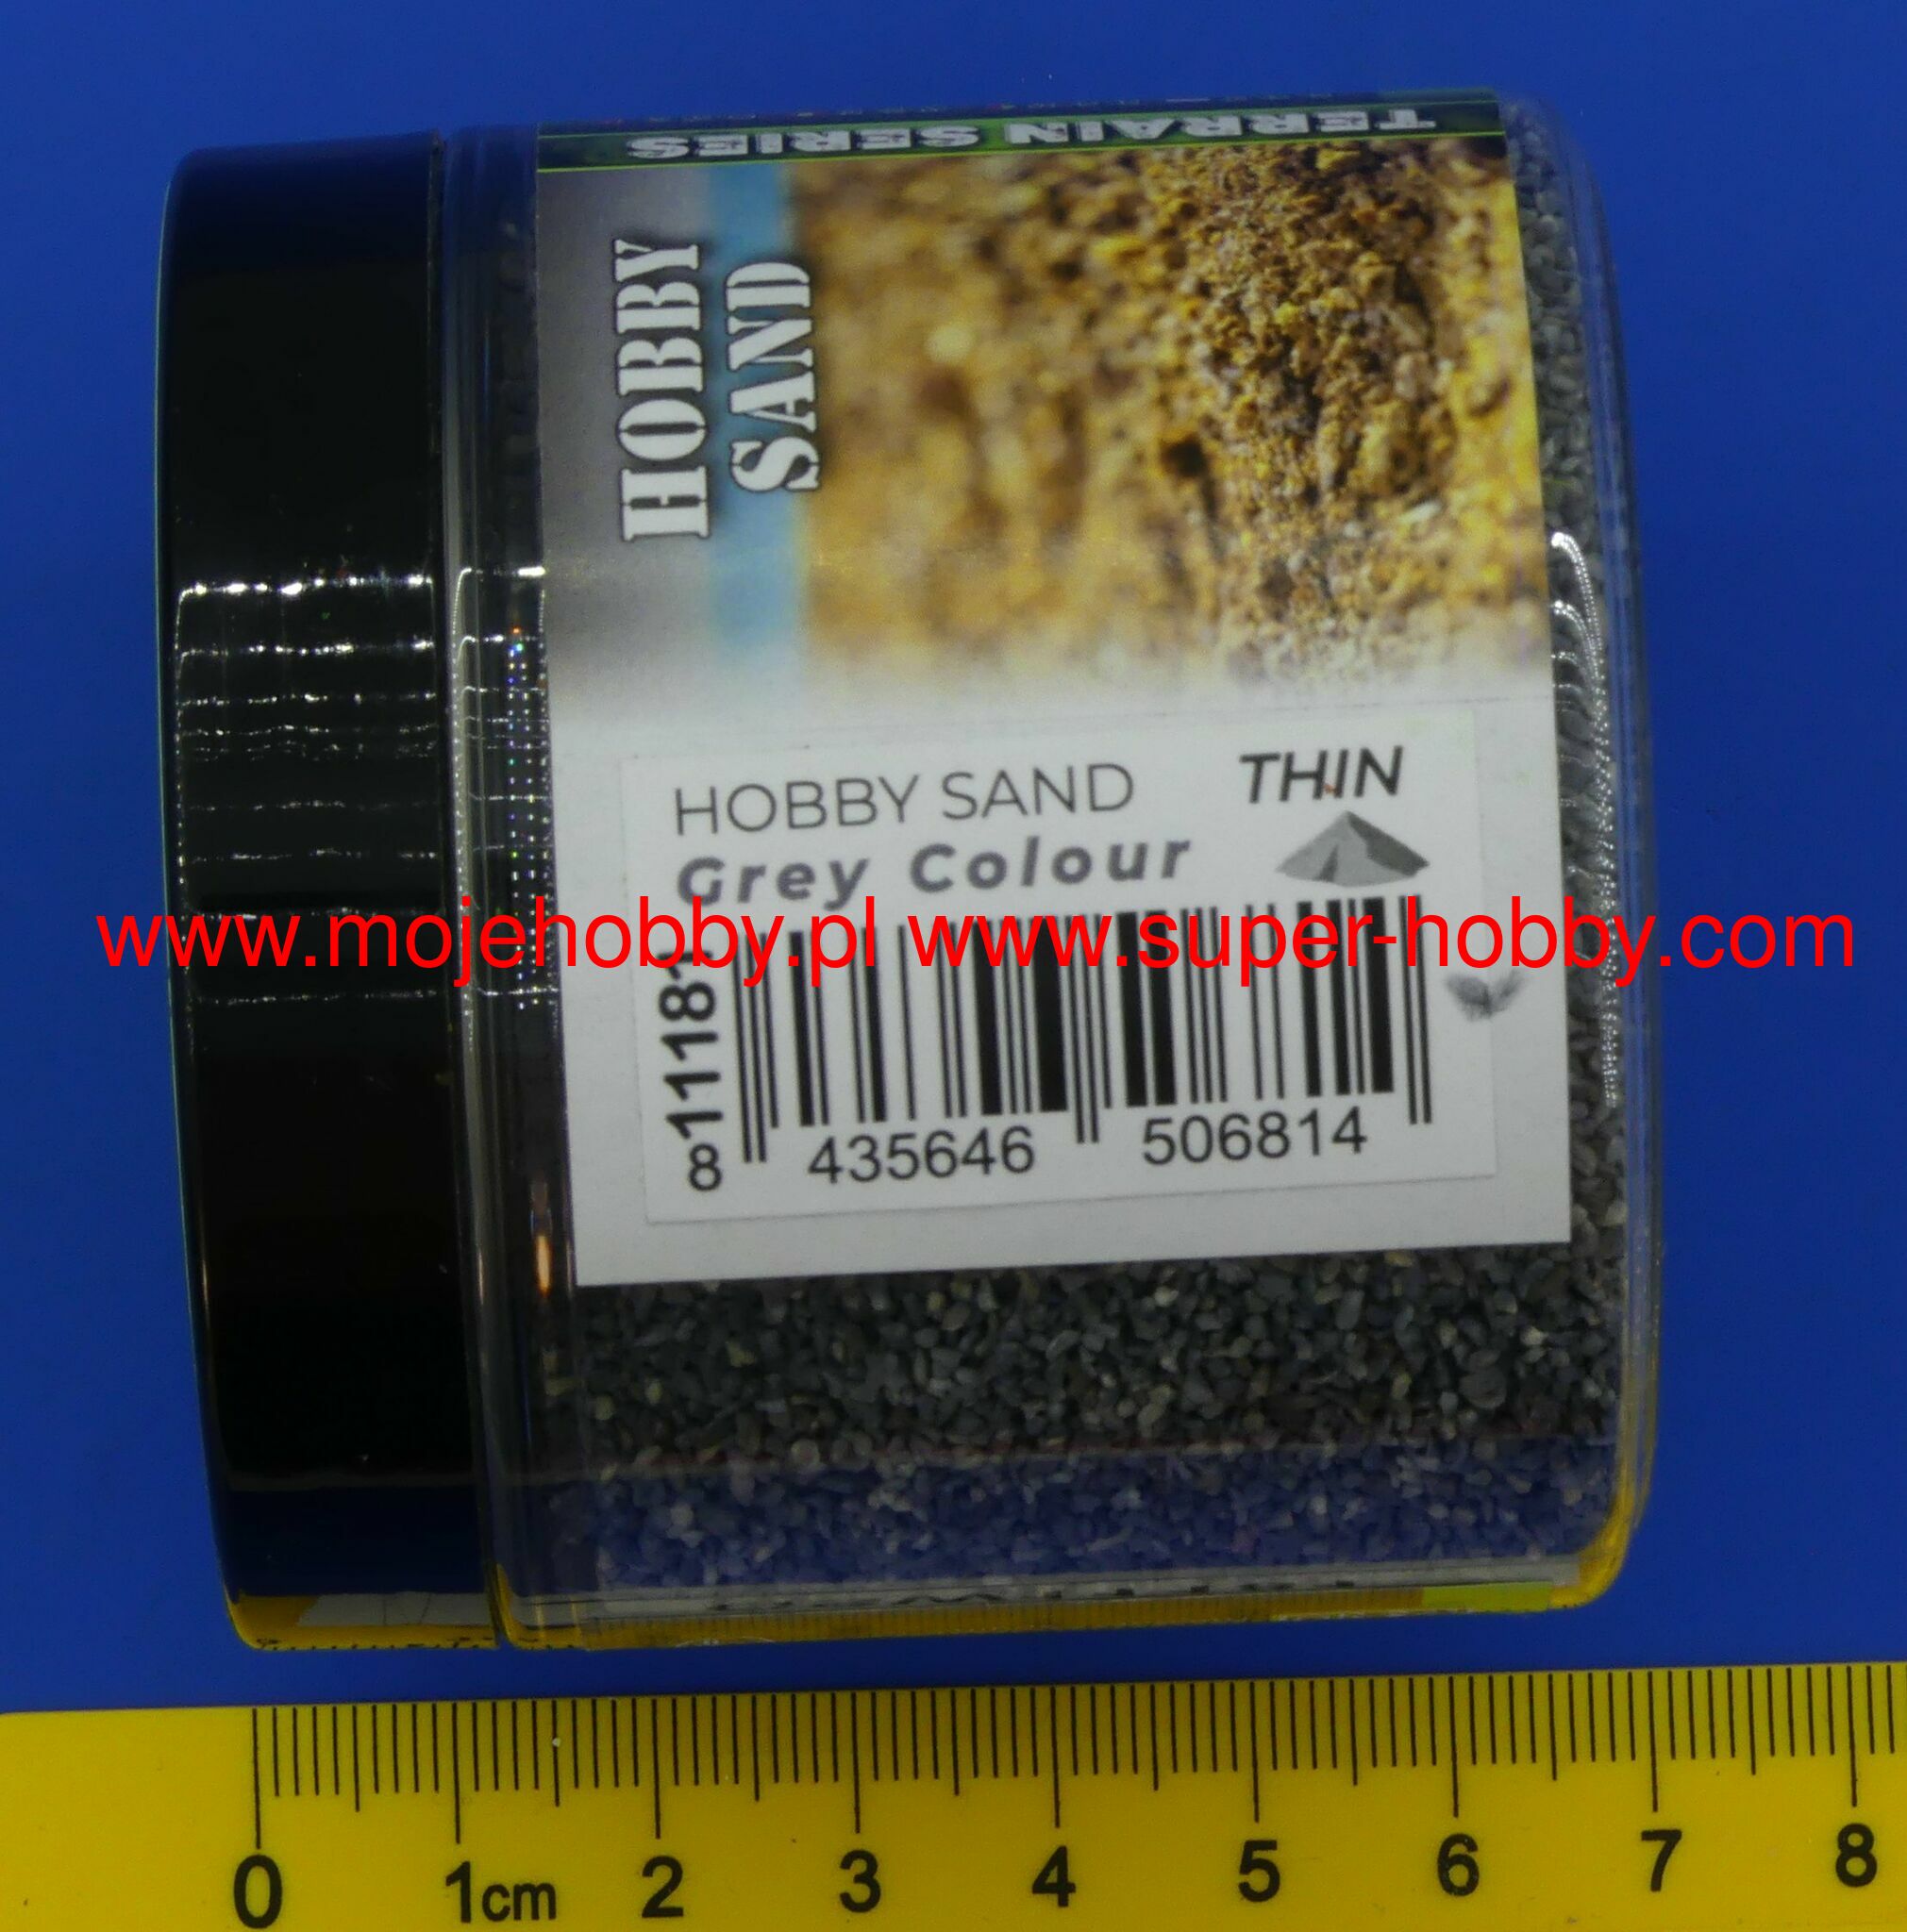 TERRAIN SERIES
HOBBY
SAND
HOBBY SAND
THIN
Grey Colour
www.mojehobby.pl www.super-hobby.com
8 435646 506814
0 1cm 2 3 4 5 6 7 8